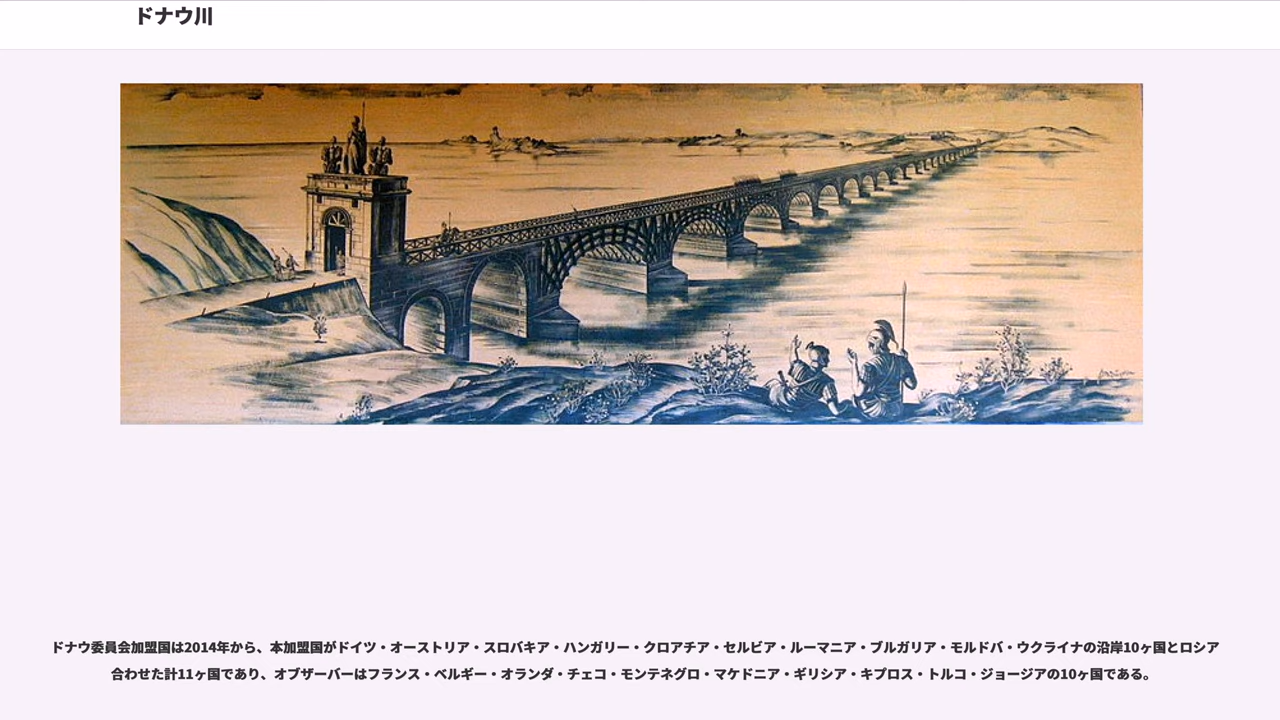 ドナウ川
ドナウ委員会加盟国は2014年から、本加盟国がドイツ・オーストリア・スロバキア・ハンガリー・クロアチア・セルビア・ルーマニア・ブルガリア・モルドバ・ウクライナの沿岸10ヶ国とロシア
合わせた計11ヶ国であり、オブザーバーはフランス・ベルギー・オランダ・チェコ・モンテネグロ・マケドニア・ギリシア・キプロス・トルコ・ジョージアの10ヶ国である。